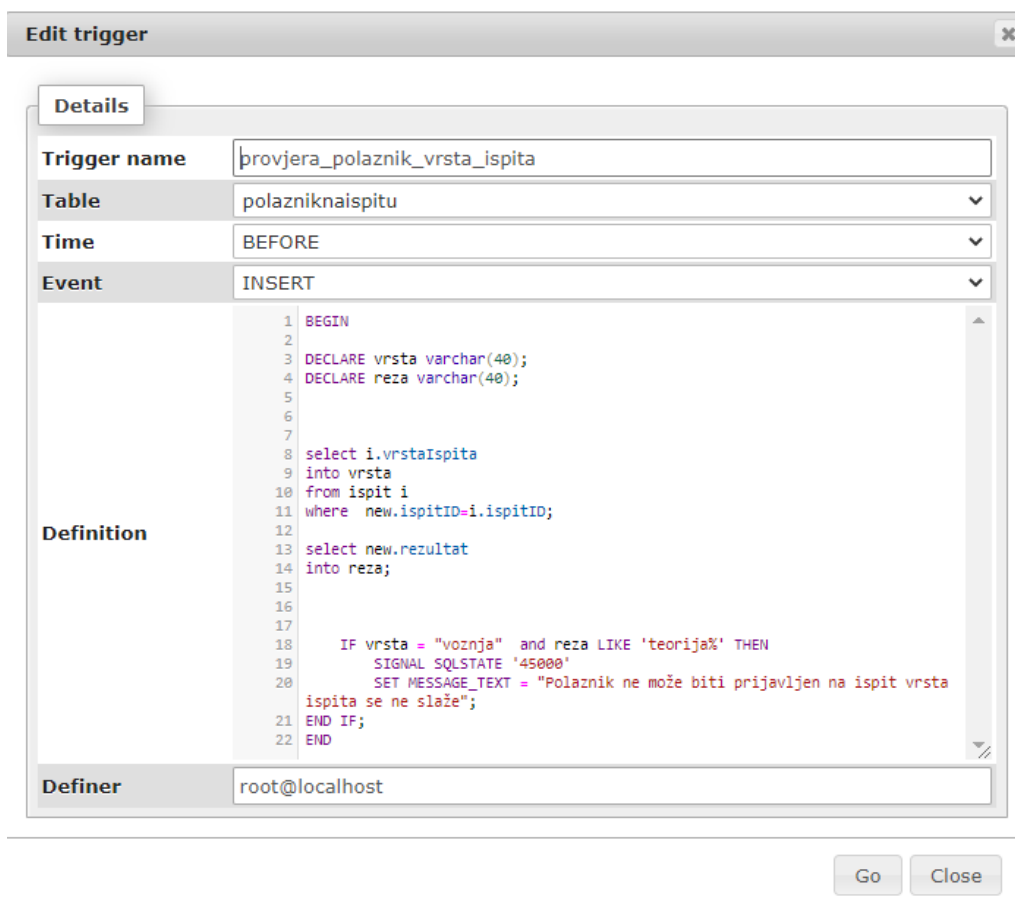 Edit trigger
Details
Trigger name provjera_polaznik_vrsta_ispita
Table polazniknaispitu
Time BEFORE
Event INSERT
Definition
1 BEGIN
2
3 DECLARE vrsta varchar(40);
4 DECLARE reza varchar(40);
5
6
7
8 select i.vrstaIspita
9 into vrsta
10 from ispit i
11 where  new.ispitID=i.ispitID;
12
13 select new.rezultat
14 into reza;
15
16
17
18     IF vrsta = "voznja"  and reza LIKE 'teorija%' THEN
19         SIGNAL SQLSTATE '45000'
20         SET MESSAGE_TEXT = "Polaznik ne može biti prijavljen na ispit vrsta
ispita se ne slaže";
21 END IF;
22 END
Definer root@localhost
Go Close